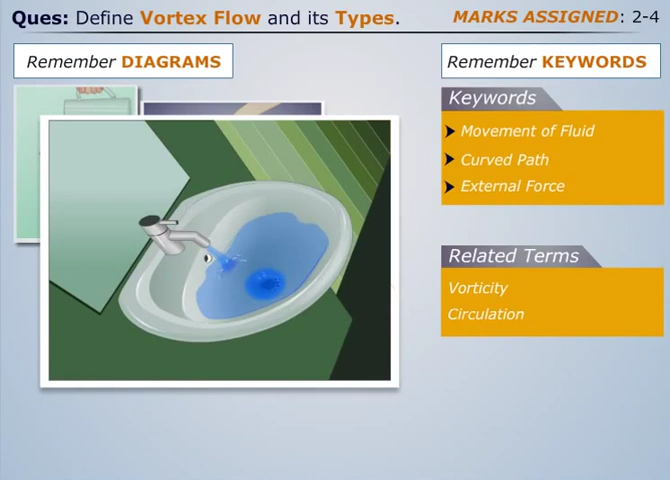 Ques: Define Vortex Flow and its Types.
MARKS ASSIGNED: 2-4
Remember DIAGRAMS
Remember KEYWORDS
Keywords
Movement of Fluid
Curved Path
External Force
Related Terms
Vorticity
Circulation